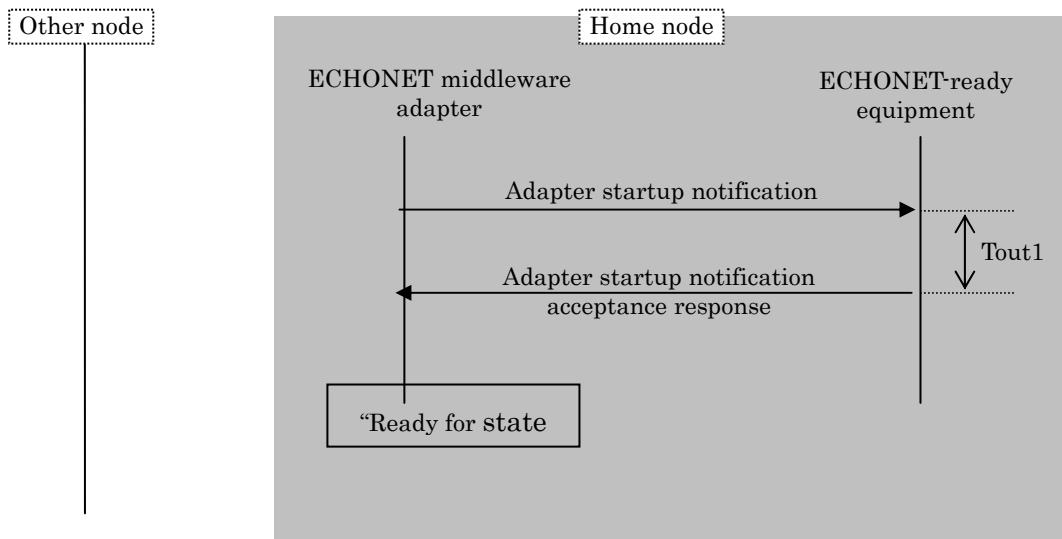 Other node
Home node
ECHONET middleware
adapter
ECHONET-ready
equipment
Adapter startup notification
Tout1
Adapter startup notification
acceptance response
“Ready for state